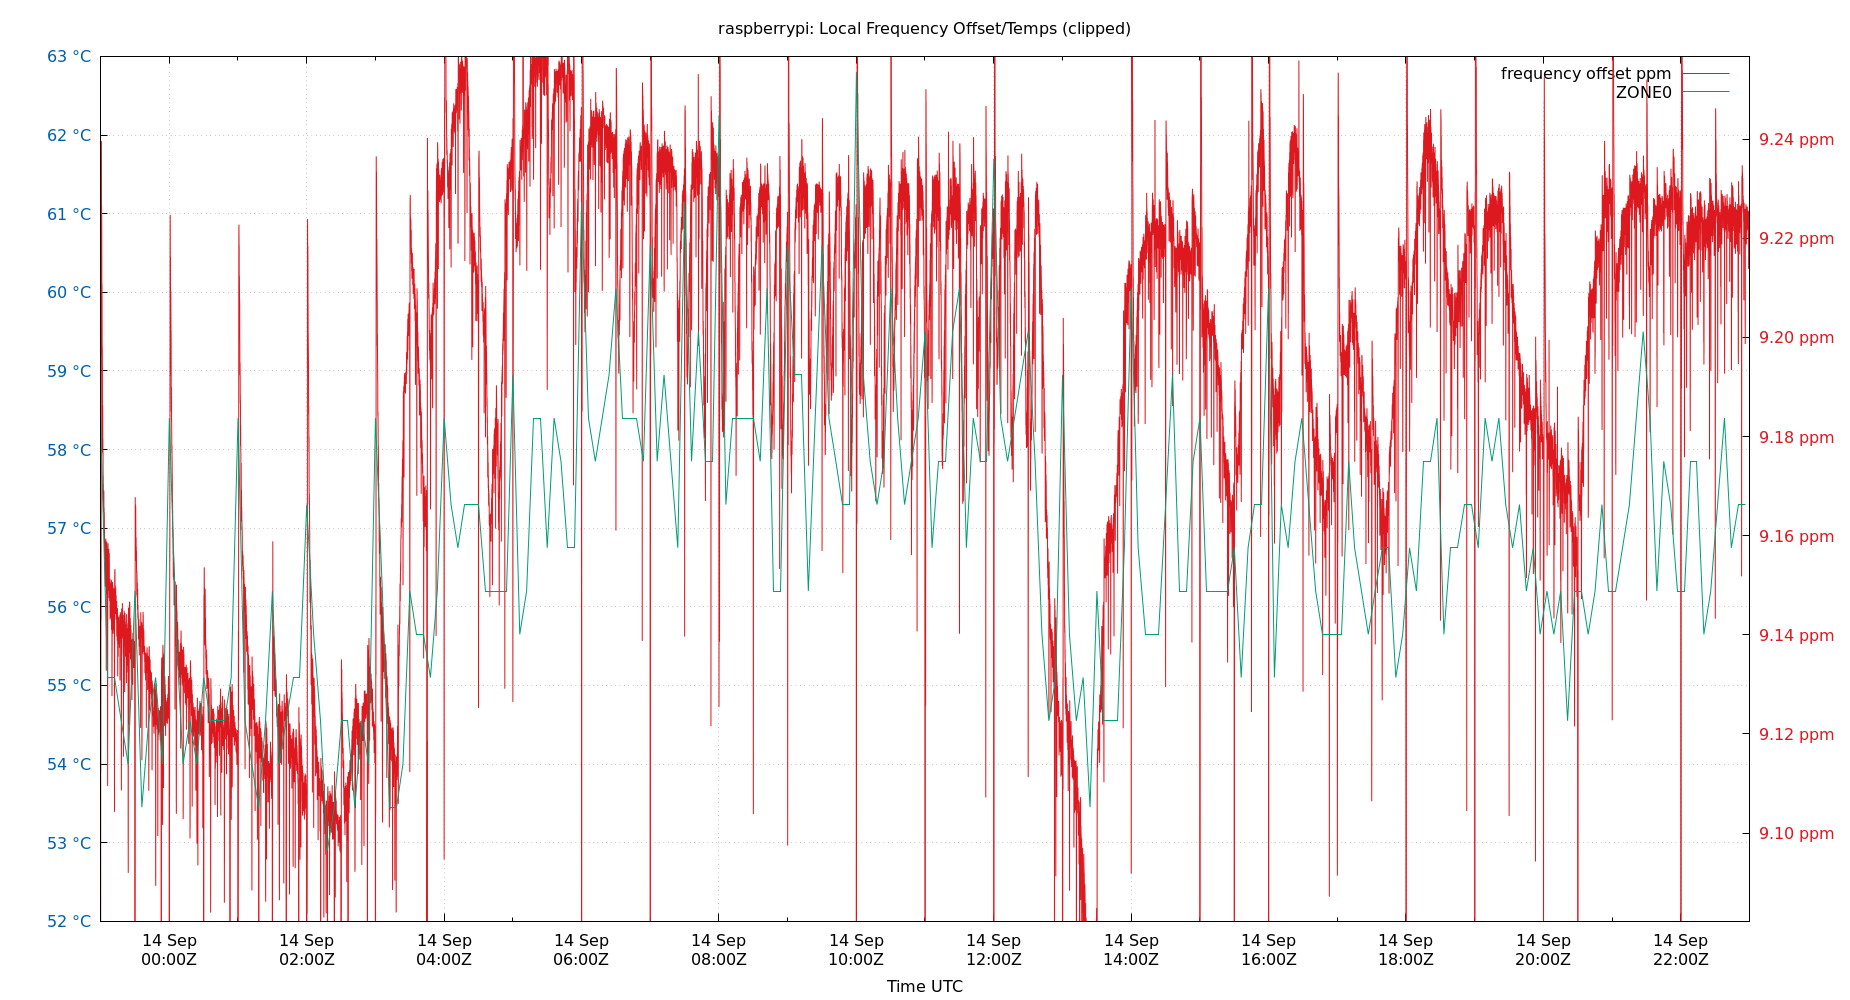 raspberrypi: Local Frequency Offset/Temps (clipped)
63 °C
62 °C
61 °C
60 °C
59 °C
58 °C
57 °C
56 °C
55 °C
54 °C
53 °C
52 °C
frequency offset ppm
ZONE0
9.24 ppm
9.22 ppm
9.20 ppm
9.18 ppm
9.16 ppm
9.14 ppm
9.12 ppm
9.10 ppm
14 Sep
00:00Z
14 Sep
02:00Z
14 Sep
04:00Z
14 Sep
06:00Z
14 Sep
08:00Z
14 Sep
10:00Z
14 Sep
12:00Z
14 Sep
14:00Z
14 Sep
16:00Z
14 Sep
18:00Z
14 Sep
20:00Z
14 Sep
22:00Z
Time UTC